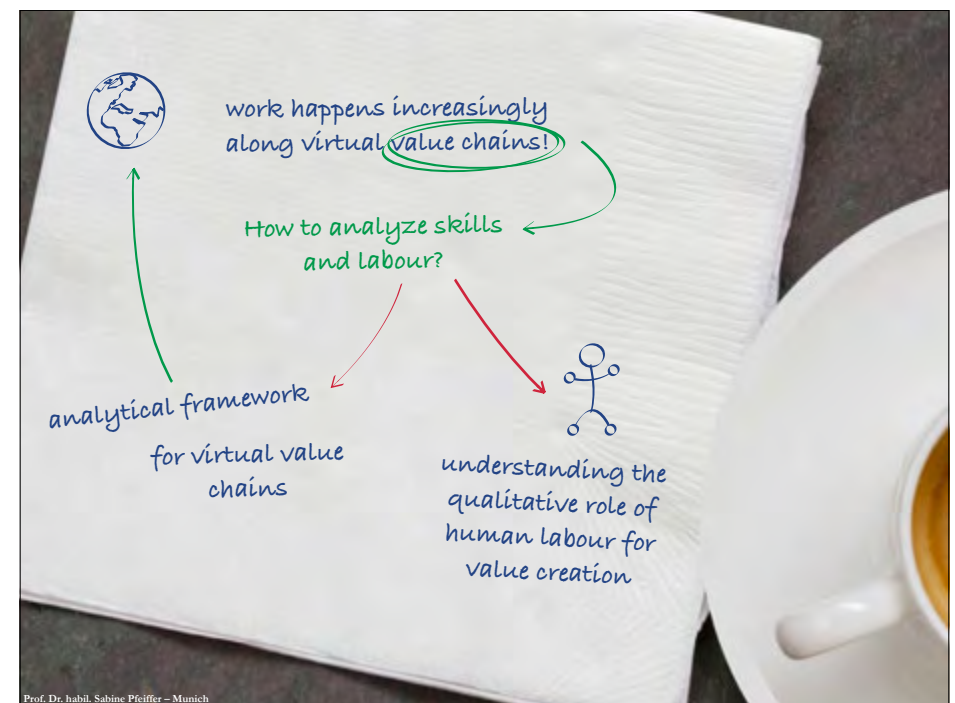 work happens increasingly
along virtual value chains!
How to analyze skills
and labour?
analytical framework
for virtual value
chains
understanding the
qualitative role of
human labour for
value creation
Prof. Dr. habil. Sabine Pfeiffer – Munich